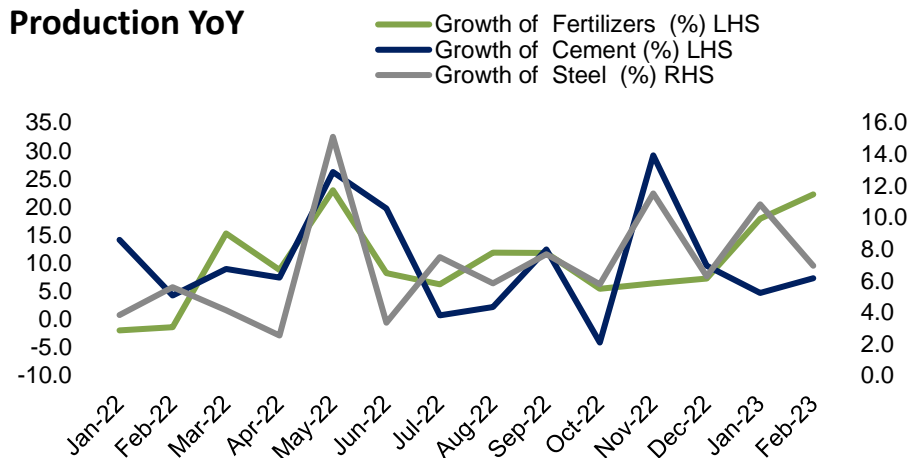 Production YoY
Growth of Fertilizers (%) LHS
Growth of Cement (%) LHS
Growth of Steel (%) RHS
35.0
30.0
25.0
20.0
15.0
10.0
5.0
0.0
-5.0
-10.0
16.0
14.0
12.0
10.0
8.0
6.0
4.0
2.0
0.0
Jan-22
Feb-22
Mar-22
Apr-22
May-22
Jun-22
Jul-22
Aug-22
Sep-22
Oct-22
Nov-22
Dec-22
Jan-23
Feb-23